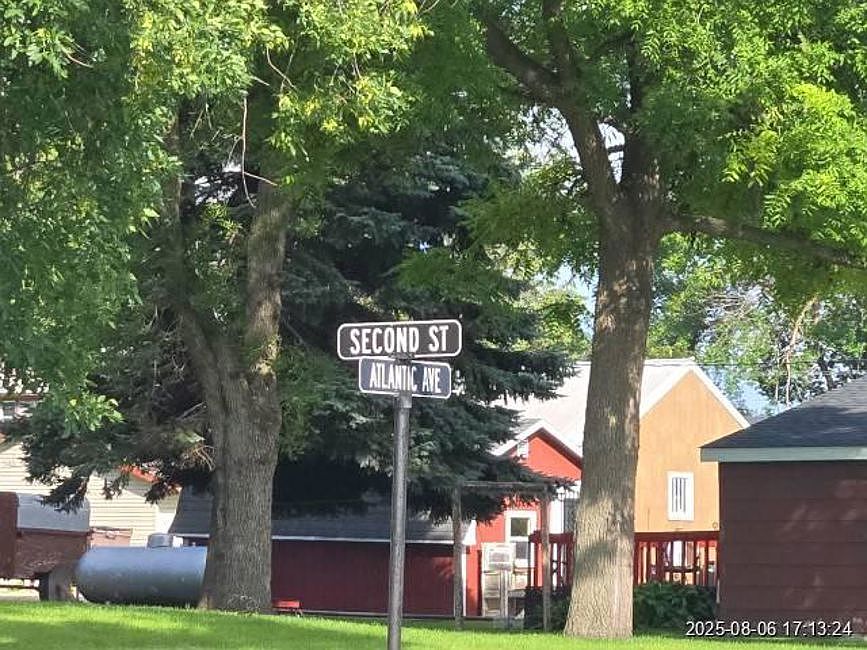 SECOND ST
ATLANTIC AVE
2025-08-06 17:13:24